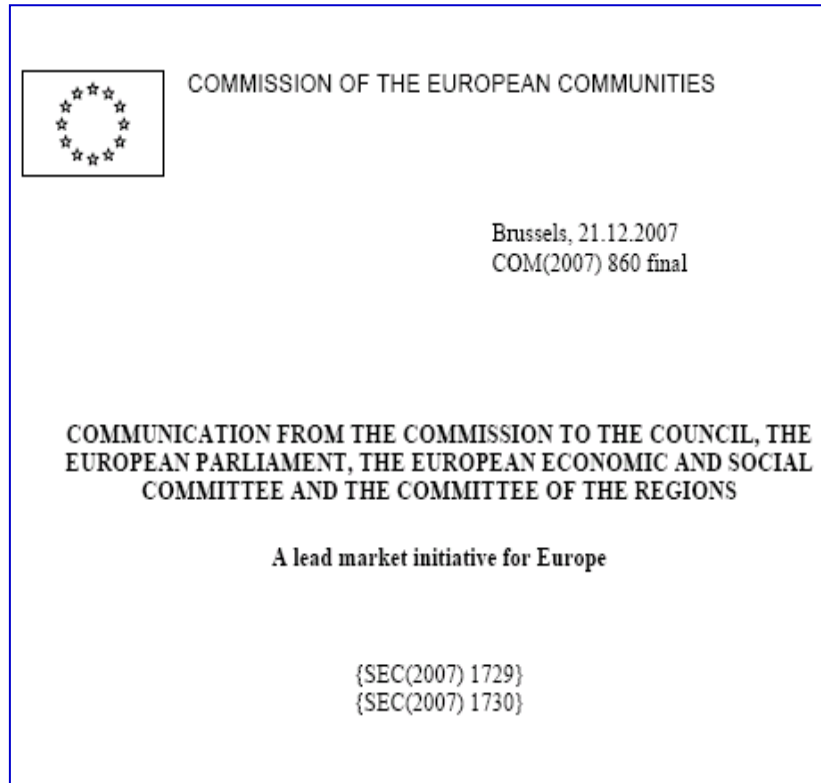 COMMISSION OF THE EUROPEAN COMMUNITIES
Brussels, 21.12.2007
COM(2007) 860 final
COMMUNICATION FROM THE COMMISSION TO THE COUNCIL, THE
EUROPEAN PARLIAMENT, THE EUROPEAN ECONOMIC AND SOCIAL
COMMITTEE AND THE COMMITTEE OF THE REGIONS
A lead market initiative for Europe
{SEC(2007) 1729}
{SEC(2007) 1730}